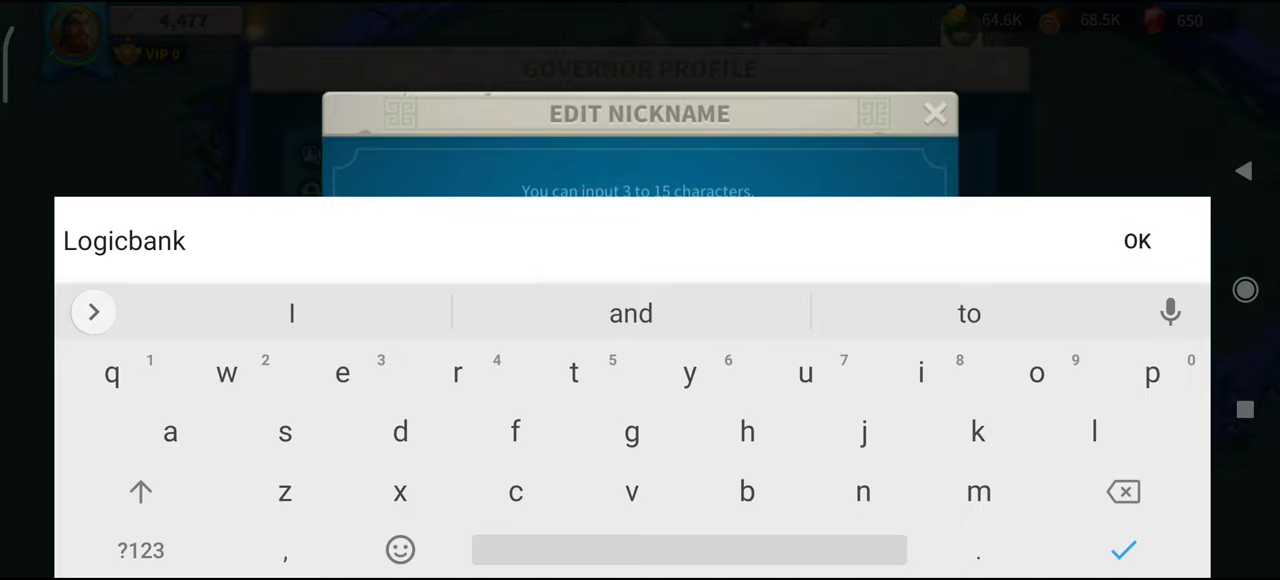 4,477
64.6K 68.5K 650
VIP 0
GOVERNOR PROFILE
EDIT NICKNAME
You can input 3 to 15 characters.
Logicbank
OK
I and to
q 1 w 2 e 3 r 4 t 5 y 6 u 7 i 8 o 9 p 0
a s d f g h j k l
z x c v b n m
?123 , .